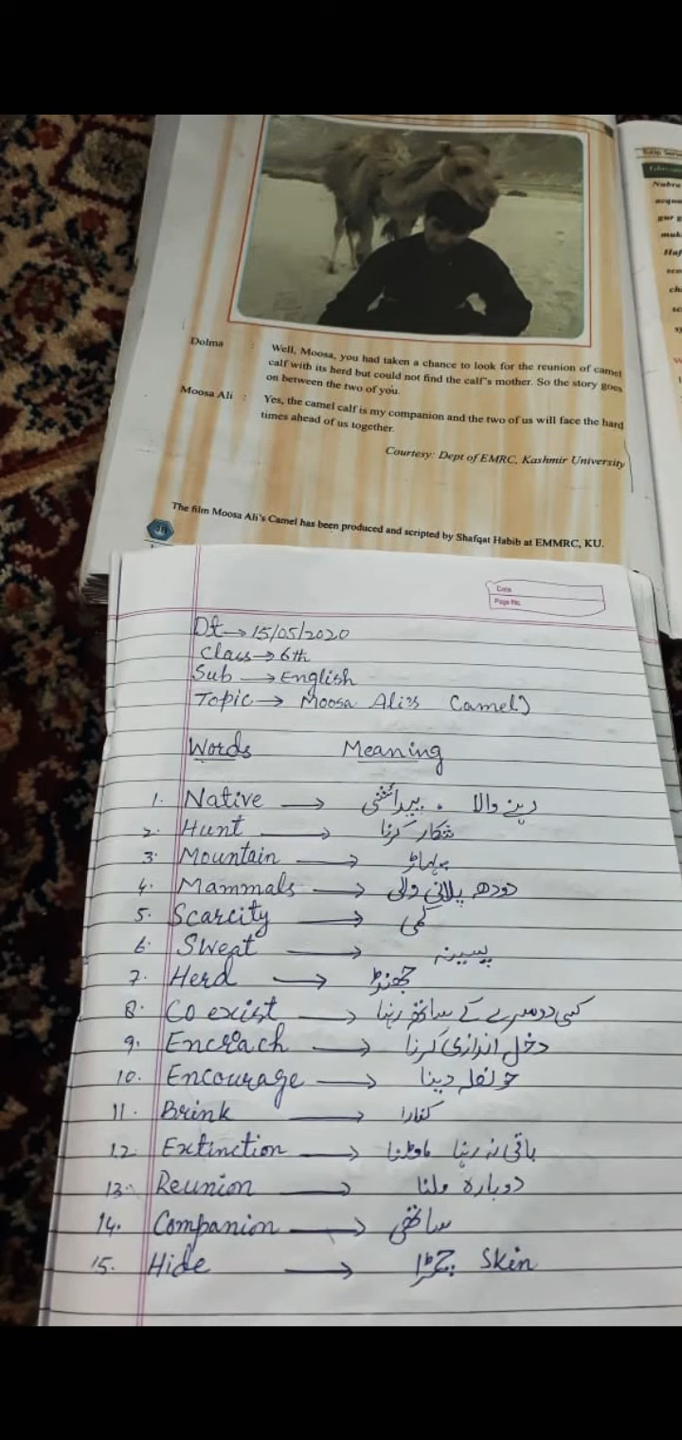 Dolma : Well, Moosa, you had taken a chance to look for the reunion of camel
calf with its herd but could not find the calf's mother. So the story goes
on between the two of you.
Moosa Ali : Yes, the camel calf is my companion and the two of us will face the hard
times ahead of us together.
Courtesy: Dept of EMRC, Kashmir University
The film Moosa Ali's Camel has been produced and scripted by Shafqat Habib at EMMRC, KU.
Nubra
Date
Page No.
Dt → 15/05/2020
Class → 6th
Sub → English
Topic → Moosa Ali's Camel
Words Meaning
1. Native → رہنے والا ۔ پیدائشی
2. Hunt → شکار کرنا
3. Mountain → پہاڑ
4. Mammals → دودھ پلانی والی
5. Scarcity → کمی
6. Sweat → پسینہ
7. Herd → جھنڈ
8. Co exist → کسی دوسرے کے ساتھ رہنا
9. Encroach → دخل اندازی کرنا
10. Encourage → حوصلہ دینا
11. Brink → کنارا
12. Extinction → باقی نہ رہنا
13. Reunion → دوبارہ ملنا
14. Companion → ساتھی
15. Hide → چمڑا Skin